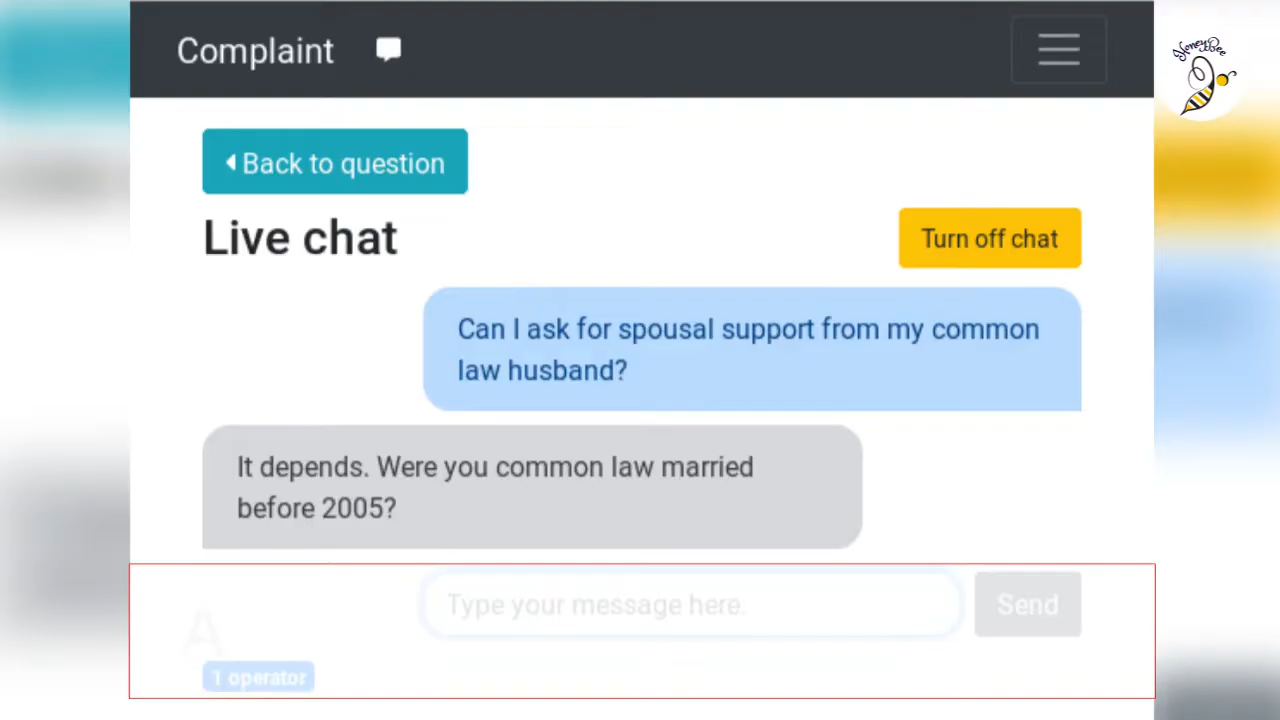 Complaint
HoneyBee
Back to question
Live chat
Turn off chat
Can I ask for spousal support from my common
law husband?
It depends. Were you common law married
before 2005?
Type your message here.
Send
A
1 operator